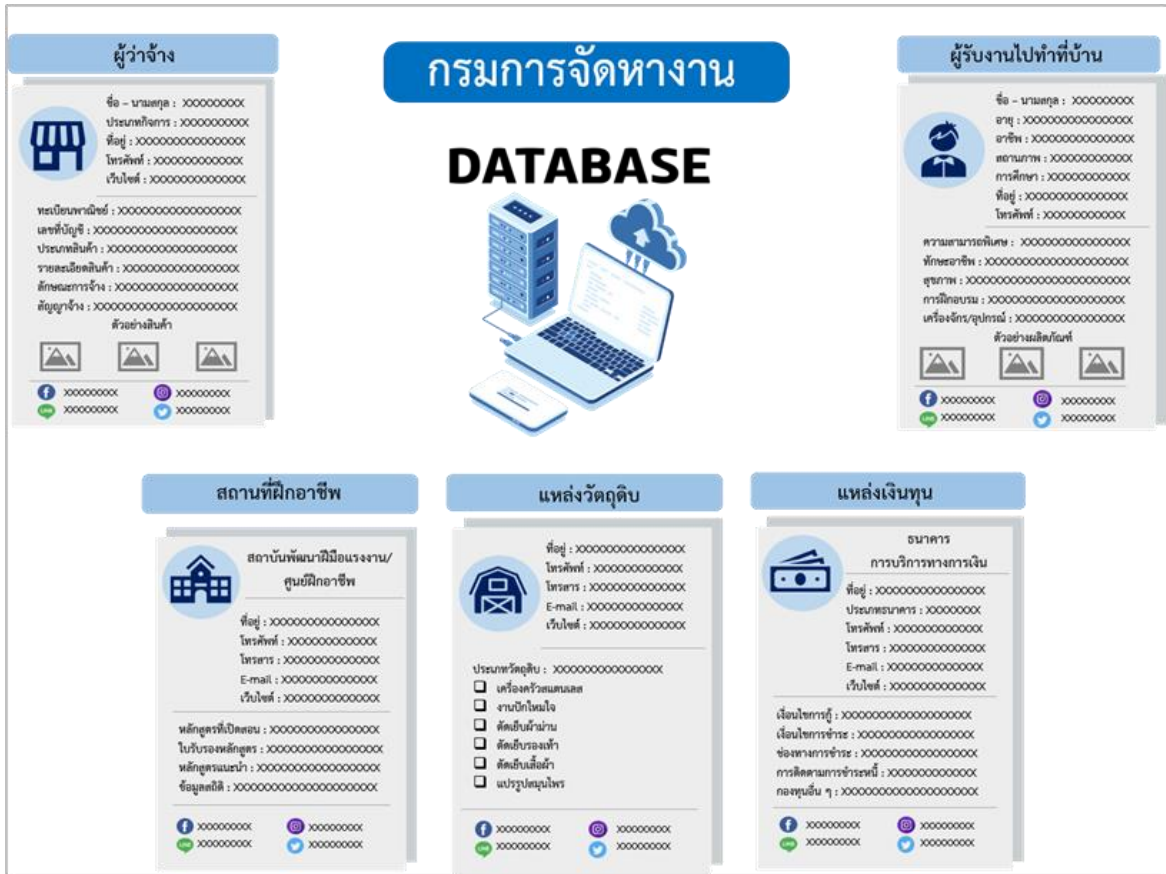 ผู้ว่าจ้าง
ชื่อ – นามสกุล : XXXXXXXXX
ประเภทกิจการ : XXXXXXXXXX
ที่อยู่ : XXXXXXXXXXXXXXXX
โทรศัพท์ : XXXXXXXXXXXXX
เว็บไซต์ : XXXXXXXXXXXXXX
ทะเบียนพาณิชย์ : XXXXXXXXXXXXXXXXXX
เลขที่บัญชี : XXXXXXXXXXXXXXXXXXXXX
ประเภทสินค้า : XXXXXXXXXXXXXXXXXXX
รายละเอียดสินค้า : XXXXXXXXXXXXXXXXX
ลักษณะการจ้าง : XXXXXXXXXXXXXXXXXX
สัญญาจ้าง : XXXXXXXXXXXXXXXXXXXXX
ตัวอย่างสินค้า
XXXXXXXXX XXXXXXXXX
LINE XXXXXXXXX XXXXXXXXX
กรมการจัดหางาน
DATABASE
ผู้รับงานไปทำที่บ้าน
ชื่อ – นามสกุล : XXXXXXXXX
อายุ : XXXXXXXXXXXXXXXX
อาชีพ : XXXXXXXXXXXXXXX
สถานภาพ : XXXXXXXXXXXX
การศึกษา : XXXXXXXXXXXXX
ที่อยู่ : XXXXXXXXXXXXXXXX
โทรศัพท์ : XXXXXXXXXXXX
ความสามารถพิเศษ : XXXXXXXXXXXXXXXX
ทักษะอาชีพ : XXXXXXXXXXXXXXXXXXXX
สุขภาพ : XXXXXXXXXXXXXXXXXXXXXX
การฝึกอบรม : XXXXXXXXXXXXXXXXXXXX
เครื่องจักร/อุปกรณ์ : XXXXXXXXXXXXXXXX
ตัวอย่างผลิตภัณฑ์
XXXXXXXXX XXXXXXXXX
LINE XXXXXXXXX XXXXXXXXX
สถานที่ฝึกอาชีพ
สถาบันพัฒนาฝีมือแรงงาน/
ศูนย์ฝึกอาชีพ
ที่อยู่ : XXXXXXXXXXXXXXXX
โทรศัพท์ : XXXXXXXXXXXXX
โทรสาร : XXXXXXXXXXXXXX
E-mail : XXXXXXXXXXXXXX
เว็บไซต์ : XXXXXXXXXXXXXX
หลักสูตรที่เปิดสอน : XXXXXXXXXXXXXXXX
ใบรับรองหลักสูตร : XXXXXXXXXXXXXXXXX
หลักสูตรแนะนำ : XXXXXXXXXXXXXXXXXX
ข้อมูลสถิติ : XXXXXXXXXXXXXXXXXXXXX
XXXXXXXXX XXXXXXXXX
LINE XXXXXXXXX XXXXXXXXX
แหล่งวัตถุดิบ
ที่อยู่ : XXXXXXXXXXXXXXXX
โทรศัพท์ : XXXXXXXXXXXXX
โทรสาร : XXXXXXXXXXXXXX
E-mail : XXXXXXXXXXXXXX
เว็บไซต์ : XXXXXXXXXXXXXX
ประเภทวัตถุดิบ : XXXXXXXXXXXXXXXX
เครื่องครัวสแตนเลส
งานปักใหมใจ
ตัดเย็บผ้าม่าน
ตัดเย็บรองเท้า
ตัดเย็บเสื้อผ้า
แปรรูปสมุนไพร
XXXXXXXXX XXXXXXXXX
LINE XXXXXXXXX XXXXXXXXX
แหล่งเงินทุน
ธนาคาร
การบริการทางการเงิน
ที่อยู่ : XXXXXXXXXXXXXXXX
ประเภทธนาคาร : XXXXXXXX
โทรศัพท์ : XXXXXXXXXXXXX
โทรสาร : XXXXXXXXXXXXXX
E-mail : XXXXXXXXXXXXXX
เว็บไซต์ : XXXXXXXXXXXXXX
เงื่อนไขการกู้ : XXXXXXXXXXXXXXXXXXX
เงื่อนไขการชำระ : XXXXXXXXXXXXXXXXX
ช่องทางการชำระ : XXXXXXXXXXXXXXXXX
การติดตามการชำระหนี้ : XXXXXXXXXXXXX
กองทุนอื่น ๆ : XXXXXXXXXXXXXXXXXXXX
XXXXXXXXX XXXXXXXXX
LINE XXXXXXXXX XXXXXXXXX